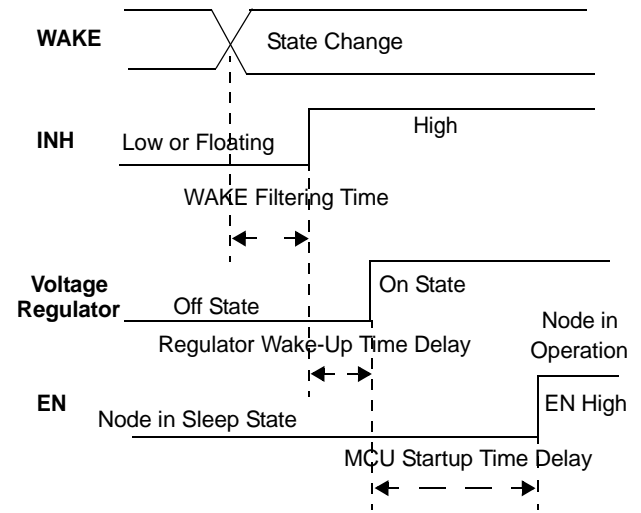 WAKE
State Change
INH
Low or Floating
High
WAKE Filtering Time
Voltage
Regulator
Off State
On State
Regulator Wake-Up Time Delay
Node in
Operation
EN
Node in Sleep State
EN High
MCU Startup Time Delay